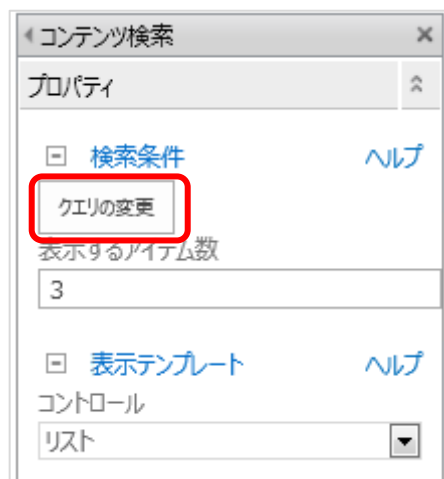 コンテンツ検索
プロパティ
検索条件 ヘルプ
クエリの変更
表示するアイテム数
3
表示テンプレート ヘルプ
コントロール
リスト